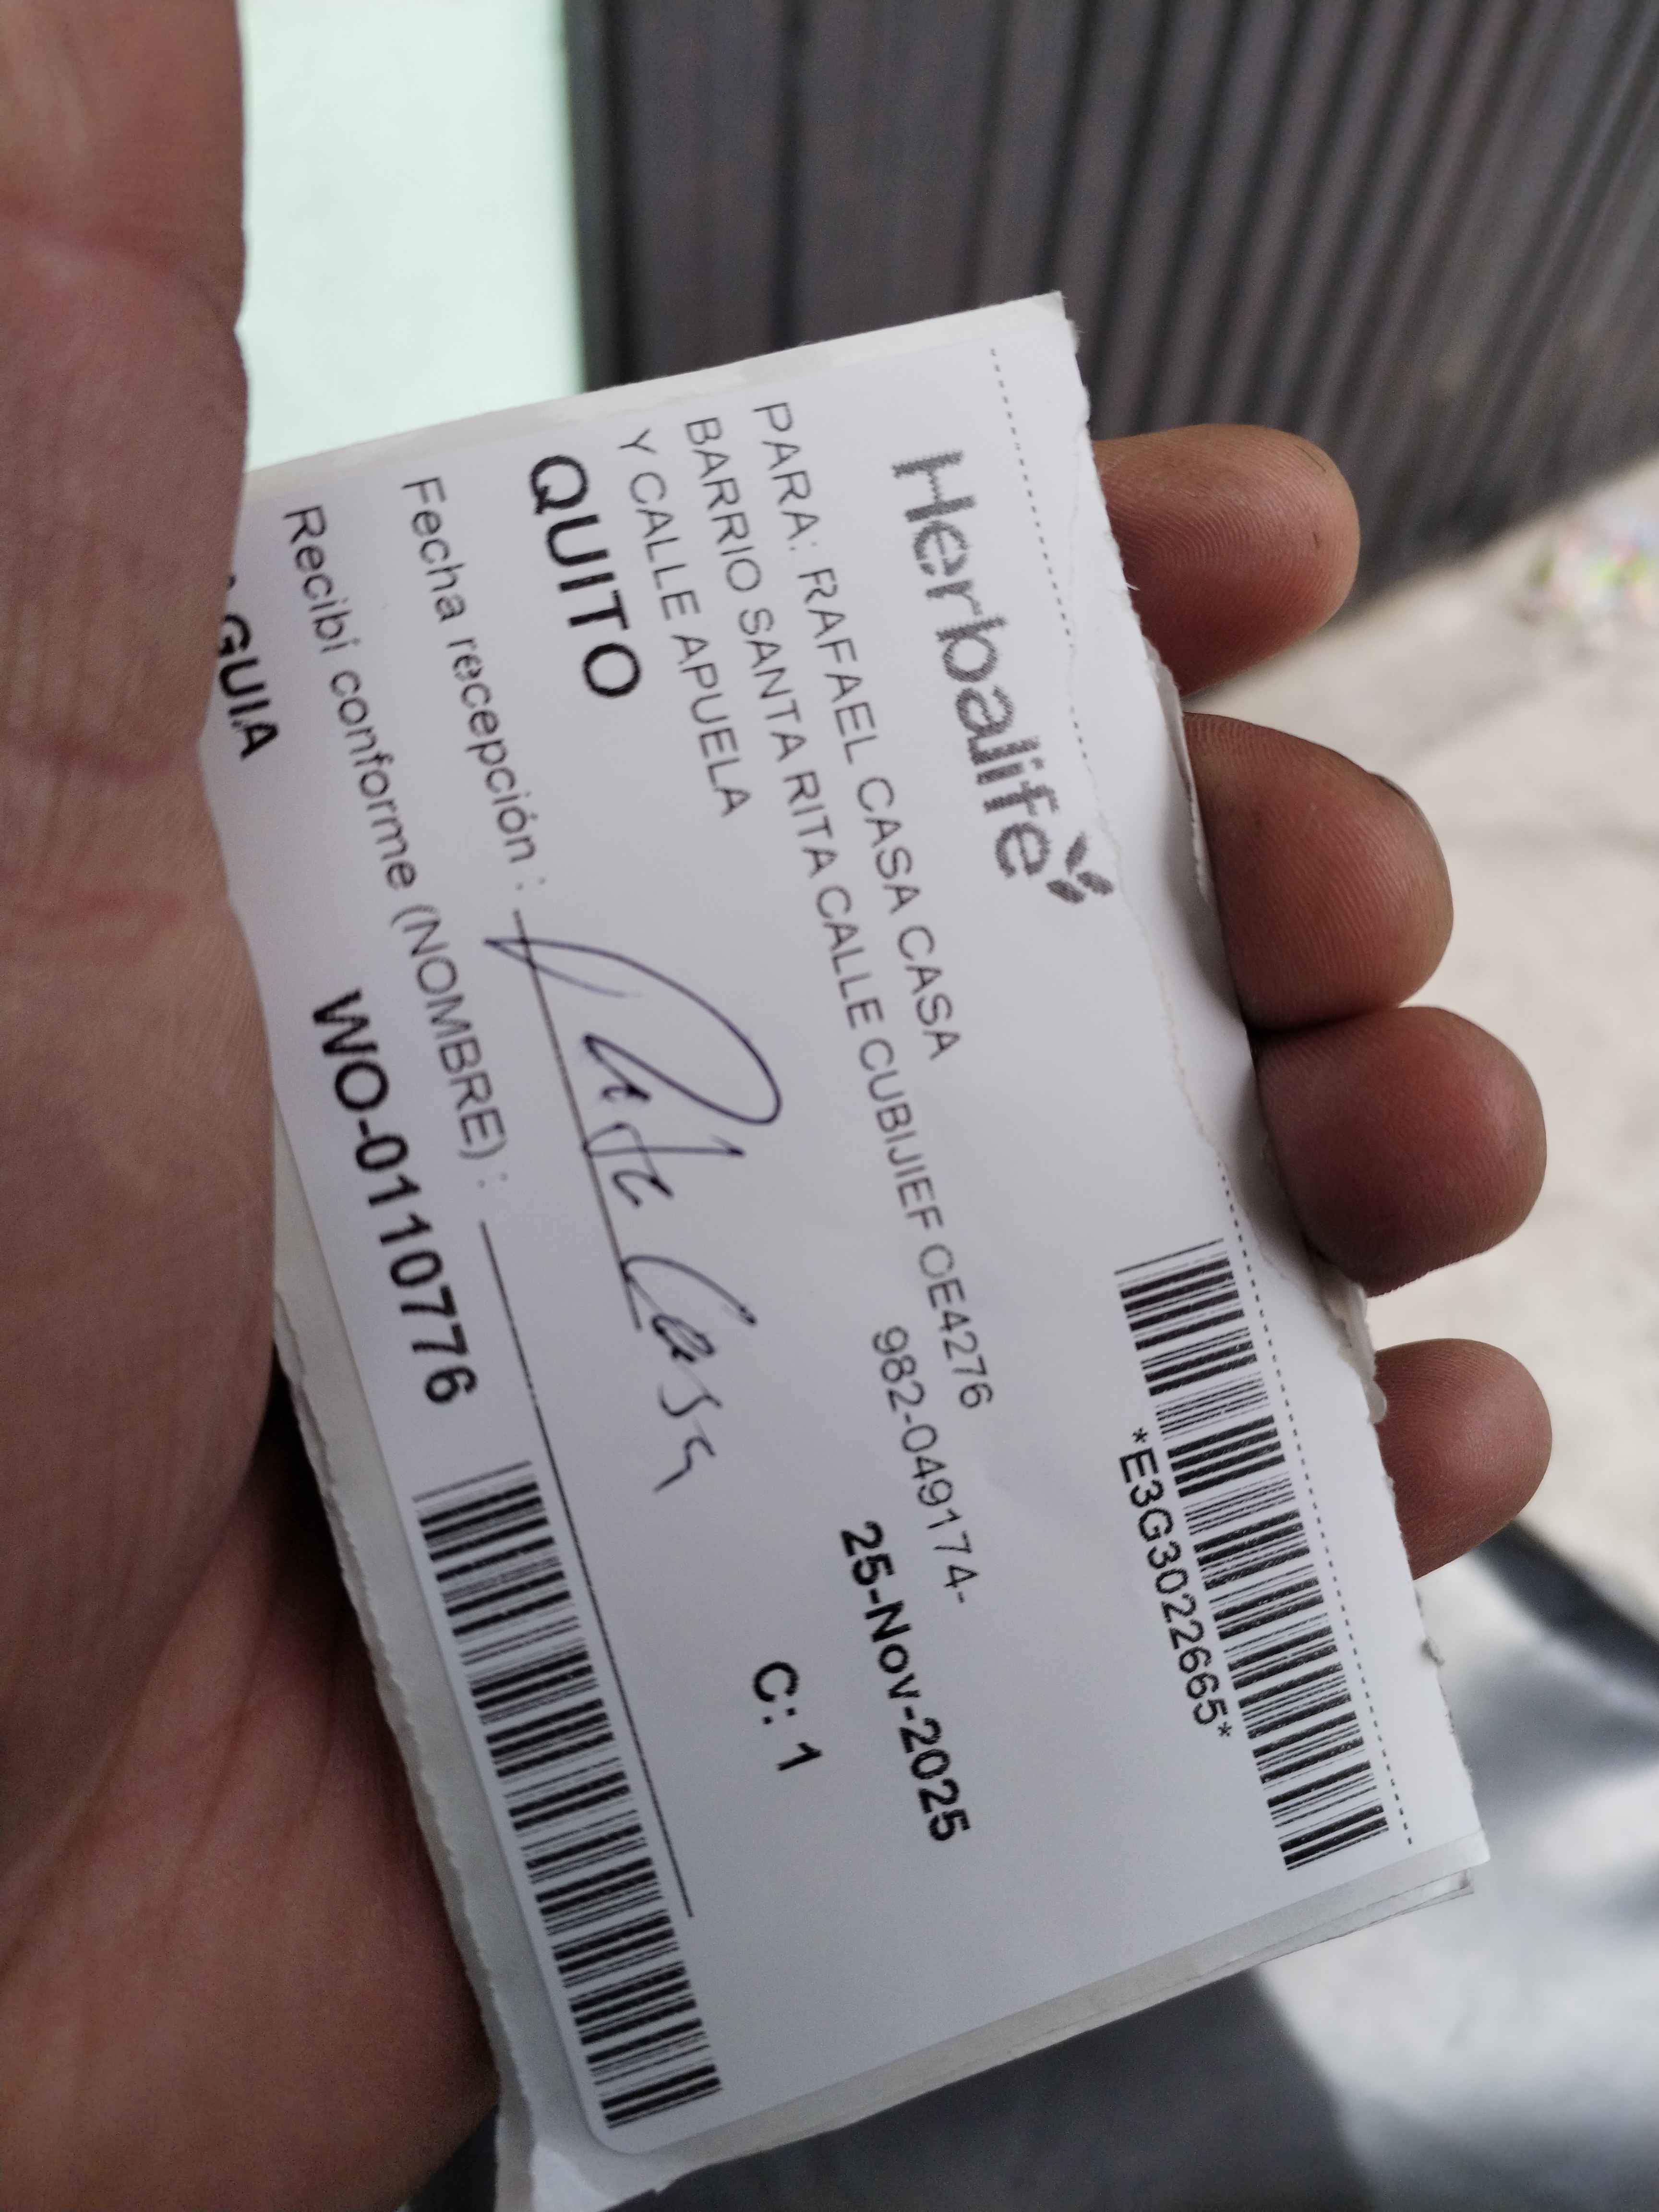 Herbalife
*E3G3022665*
PARA: RAFAEL CASA CASA
BARRIO SANTA RITA CALLE CUBIJIEF OE4276
Y CALLE APUELA
982-049174-
QUITO
25-Nov-2025
C: 1
Fecha recepción :
Casa
Recibí conforme (NOMBRE) :
GUIA
WO-0110776